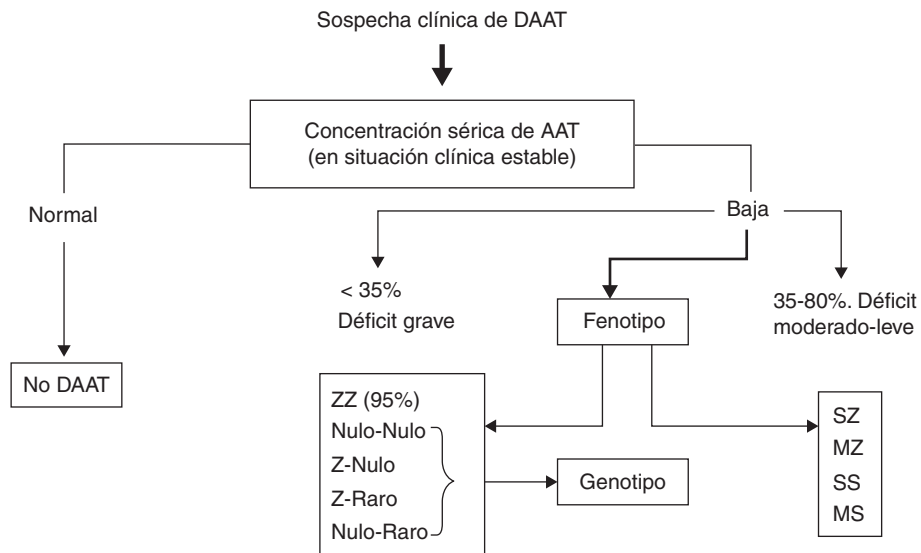 Sospecha clínica de DAAT
Concentración sérica de AAT
(en situación clínica estable)
Normal
Baja
< 35%
Déficit grave
Fenotipo
35-80%. Déficit
moderado-leve
No DAAT
ZZ (95%)
Nulo-Nulo
Z-Nulo
Z-Raro
Nulo-Raro
Genotipo
SZ
MZ
SS
MS